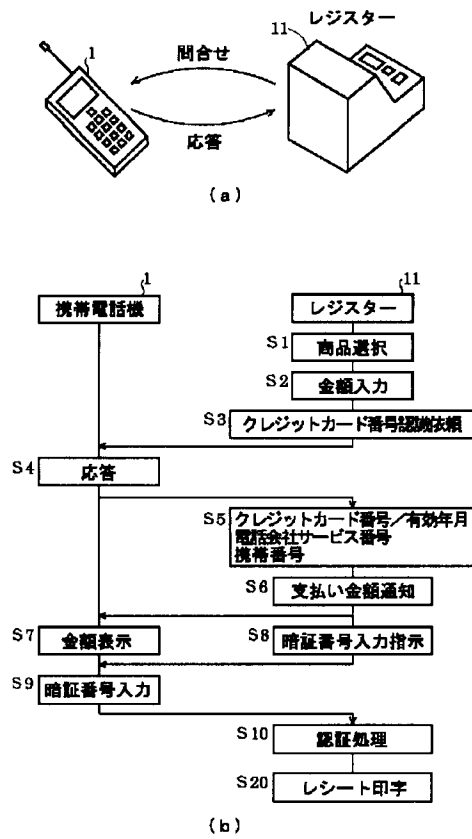 レジスター
11
1
問合せ
応答
(a)
1
11
携帯電話機
レジスター
S1 商品選択
S2 金額入力
S3 クレジットカード番号認識依頼
S4 応答
S5 クレジットカード番号/有効年月
電話会社サービス番号
携帯番号
S6 支払い金額通知
S7 金額表示
S8 暗証番号入力指示
S9 暗証番号入力
S10 認証処理
S20 レシート印字
(b)